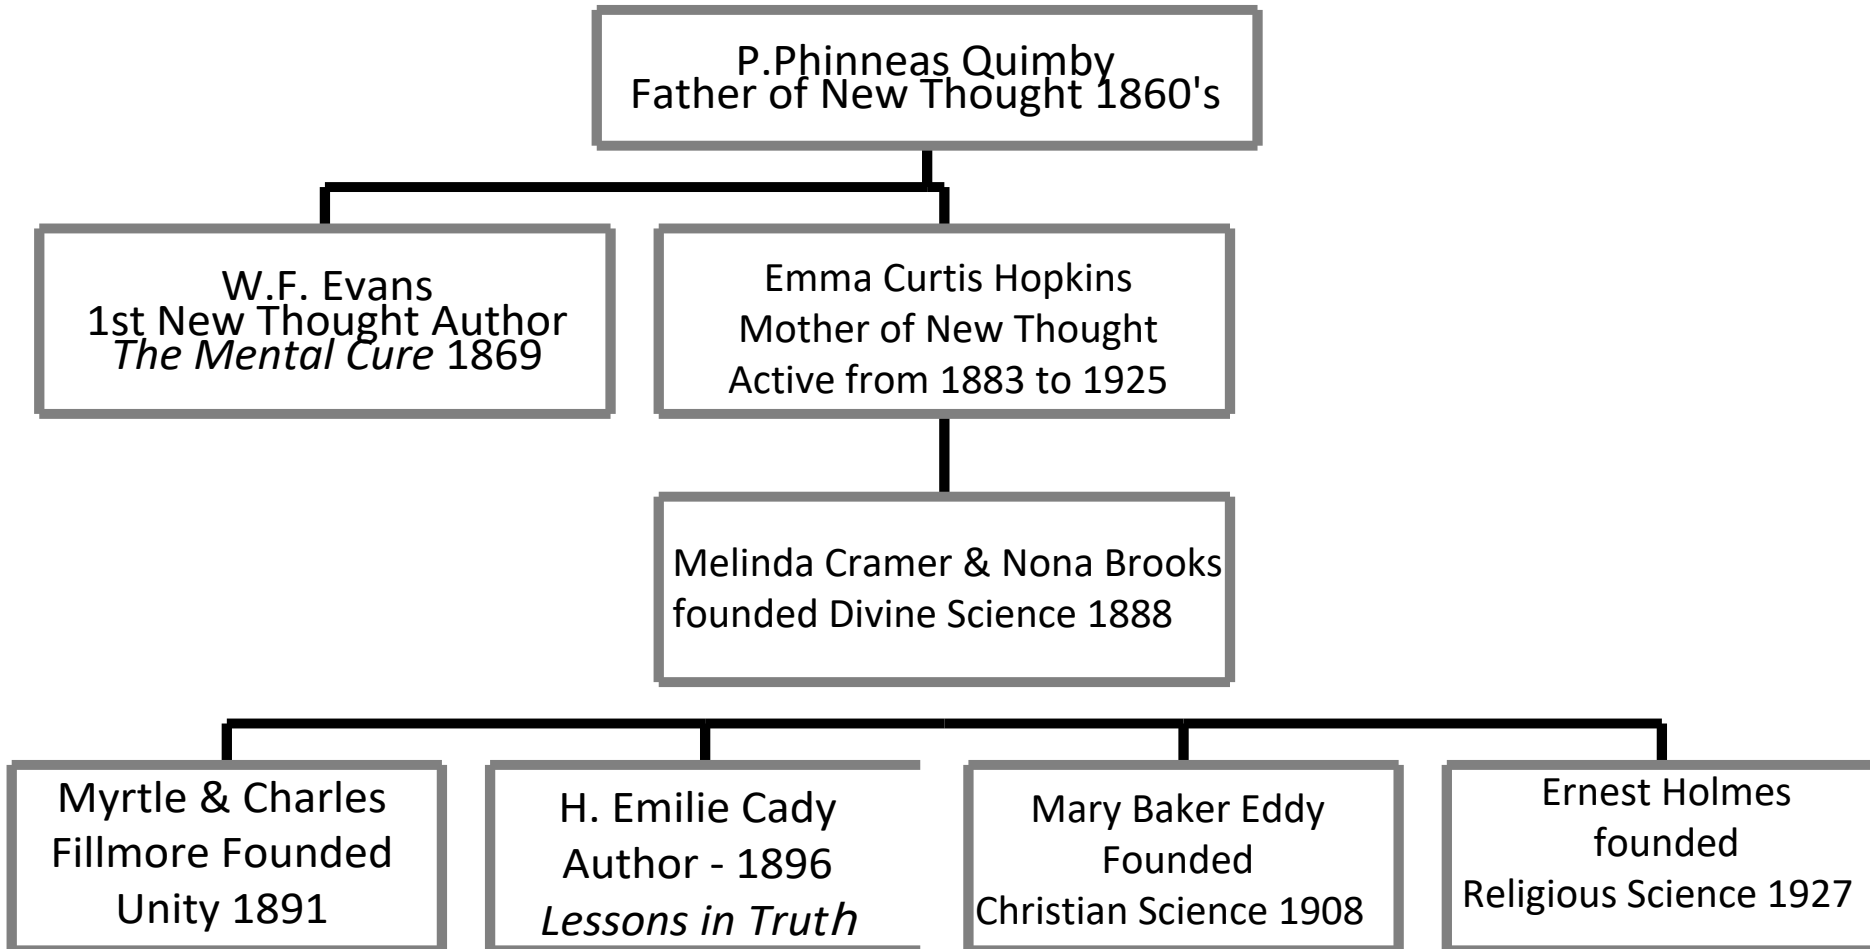 P.Phinneas Quimby
Father of New Thought 1860's
W.F. Evans
1st New Thought Author
The Mental Cure 1869
Emma Curtis Hopkins
Mother of New Thought
Active from 1883 to 1925
Melinda Cramer & Nona Brooks
founded Divine Science 1888
Myrtle & Charles
Fillmore Founded
Unity 1891
H. Emilie Cady
Author - 1896
Lessons in Truth
Mary Baker Eddy
Founded
Christian Science 1908
Ernest Holmes
founded
Religious Science 1927